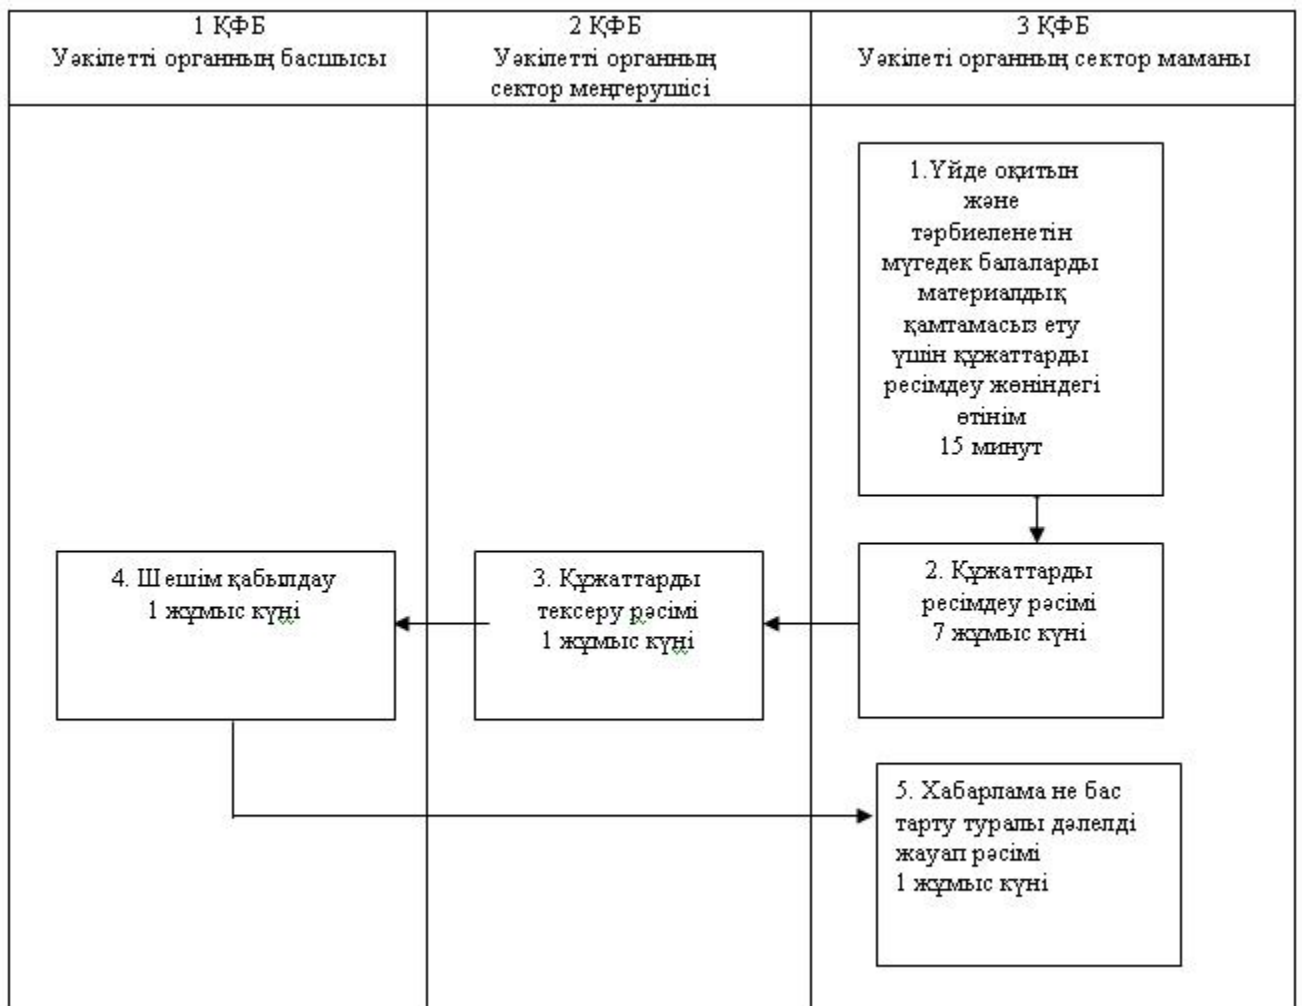 1 ҚФБ
Уәкілетті органның басшысы
2 ҚФБ
Уәкілетті органның
сектор меңгерушісі
3 ҚФБ
Уәкілеті органның сектор маманы
1.Үйде оқитын
және
тәрбиеленетін
мүгедек балаларды
материалдық
қамтамасыз ету
үшін құжаттарды
ресімдеу жөніндегі
өтінім
15 минут
4. Шешім қабылдау
1 жұмыс күні
3. Құжаттарды
тексеру рәсімі
1 жұмыс күні
2. Құжаттарды
ресімдеу рәсімі
7 жұмыс күні
5. Хабарлама не бас
тарту туралы дәлелді
жауап рәсімі
1 жұмыс күні